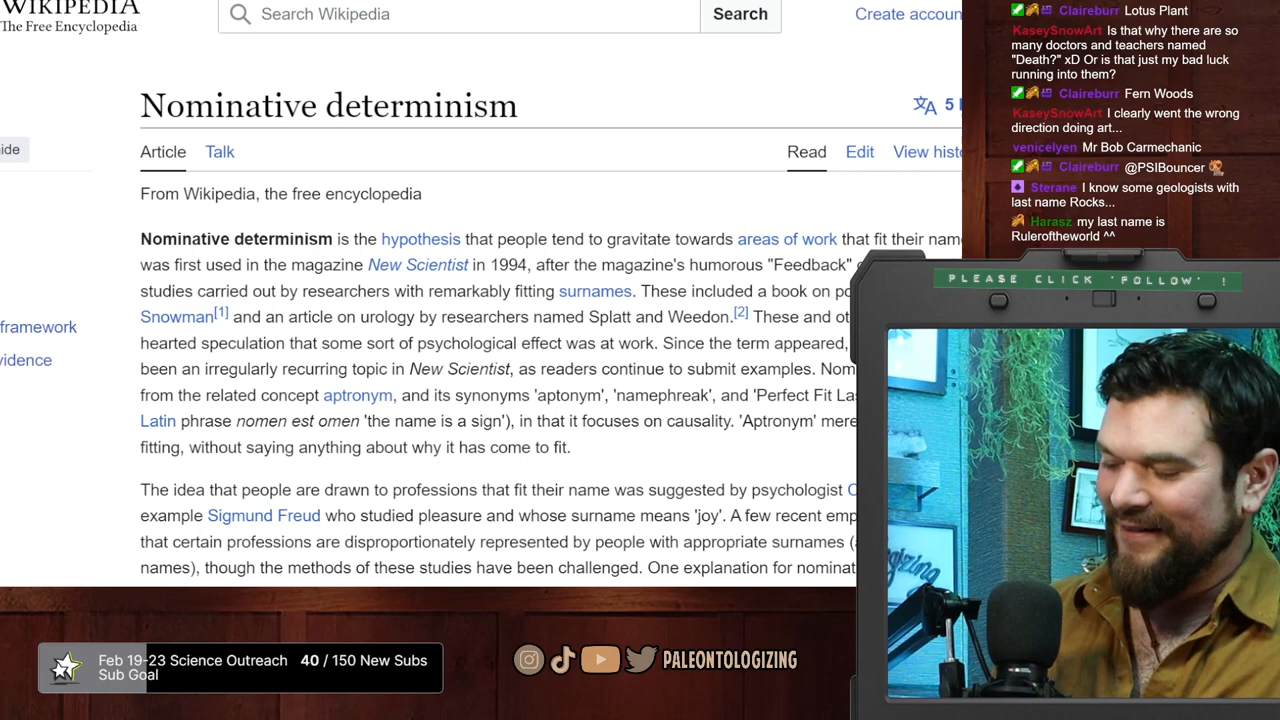 WIKIPEDIA
The Free Encyclopedia
Search Wikipedia
Search
Create accoun
Nominative determinism
5
ide
Article
Talk
Read
Edit
View histo
From Wikipedia, the free encyclopedia
Nominative determinism is the hypothesis that people tend to gravitate towards areas of work that fit their nam
was first used in the magazine New Scientist in 1994, after the magazine's humorous "Feedback"
studies carried out by researchers with remarkably fitting surnames. These included a book on po
Snowman[1] and an article on urology by researchers named Splatt and Weedon.[2] These and ot
hearted speculation that some sort of psychological effect was at work. Since the term appeared,
been an irregularly recurring topic in New Scientist, as readers continue to submit examples. Nom
from the related concept aptronym, and its synonyms 'aptonym', 'namephreak', and 'Perfect Fit Las
Latin phrase nomen est omen 'the name is a sign'), in that it focuses on causality. 'Aptronym' mere
fitting, without saying anything about why it has come to fit.
framework
vidence
The idea that people are drawn to professions that fit their name was suggested by psychologist C
example Sigmund Freud who studied pleasure and whose surname means 'joy'. A few recent emp
that certain professions are disproportionately represented by people with appropriate surnames (
names), though the methods of these studies have been challenged. One explanation for nominat
Claireburr Lotus Plant
KaseySnowArt Is that why there are so
many doctors and teachers named
"Death?" xD Or is that just my bad luck
running into them?
Claireburr Fern Woods
KaseySnowArt I clearly went the wrong
direction doing art...
venicelyen Mr Bob Carmechanic
Claireburr @PSIBouncer
Sterane I know some geologists with
last name Rocks...
Harasz my last name is
Ruleroftheworld ^^
PLEASE CLICK 'FOLLOW' !
gizing
Feb 19-23 Science Outreach 40 / 150 New Subs
Sub Goal
PALEONTOLOGIZING